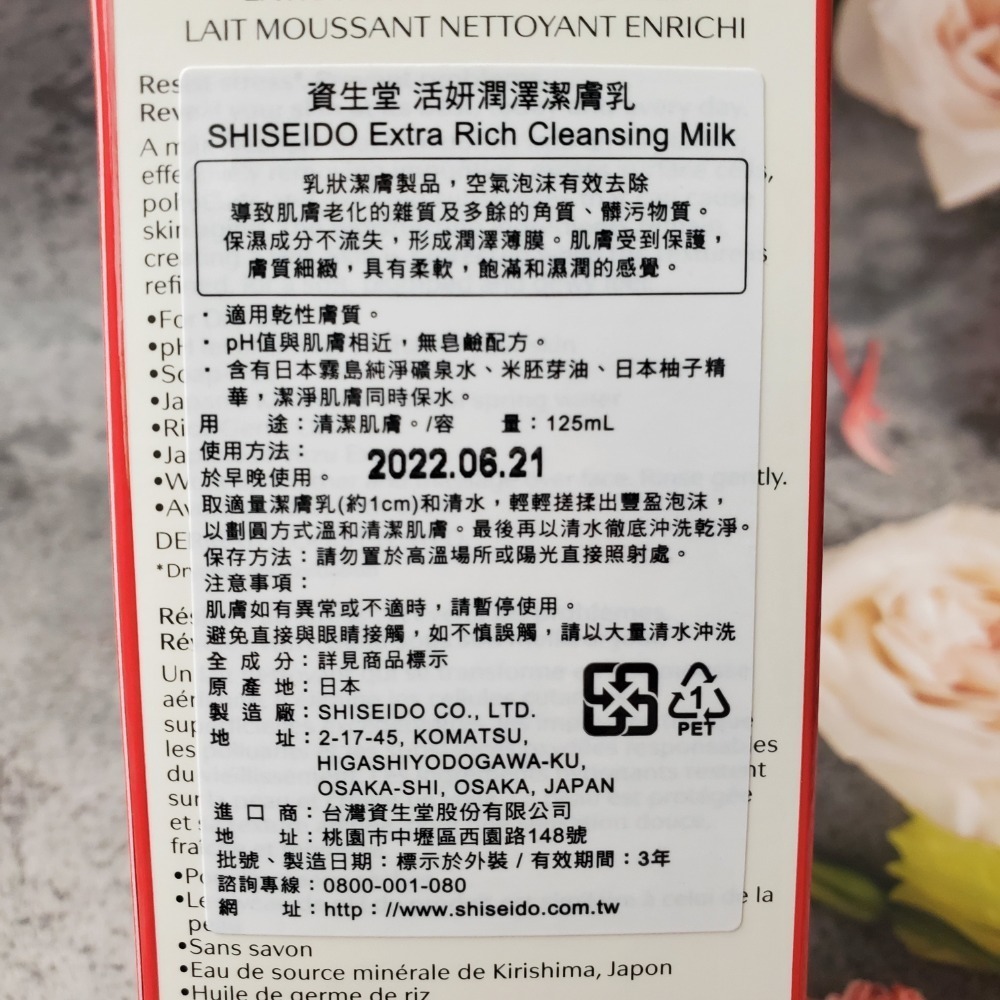 LAIT MOUSSANT NETTOYANT ENRICHI
資生堂 活妍潤澤潔膚乳
SHISEIDO Extra Rich Cleansing Milk
乳狀潔膚製品，空氣泡沫有效去除
導致肌膚老化的雜質及多餘的角質、髒污物質。
保濕成分不流失，形成潤澤薄膜。肌膚受到保護，
膚質細緻，具有柔軟，飽滿和濕潤的感覺。
・適用乾性膚質。
・pH值與肌膚相近，無皂鹼配方。
・含有日本霧島純淨礦泉水、米胚芽油、日本柚子精
華，潔淨肌膚同時保水。
用 途：清潔肌膚。/容 量：125mL
使用方法：
於早晚使用。 2022.06.21
取適量潔膚乳(約1cm)和清水，輕輕搓揉出豐盈泡沫，
以劃圓方式溫和清潔肌膚。最後再以清水徹底沖洗乾淨。
保存方法：請勿置於高溫場所或陽光直接照射處。
注意事項：
肌膚如有異常或不適時，請暫停使用。
避免直接與眼睛接觸，如不慎誤觸，請以大量清水沖洗
全 成 分：詳見商品標示
原 產 地：日本
製 造 廠：SHISEIDO CO., LTD.
地 址：2-17-45, KOMATSU,
HIGASHIYODOGAWA-KU,
OSAKA-SHI, OSAKA, JAPAN
1
PET
進 口 商：台灣資生堂股份有限公司
地 址：桃園市中壢區西園路148號
批號、製造日期：標示於外裝 / 有效期間：3年
諮詢專線：0800-001-080
網 址：http：//www.shiseido.com.tw
•Sans savon
•Eau de source minérale de Kirishima, Japon
•Huile de germe de riz